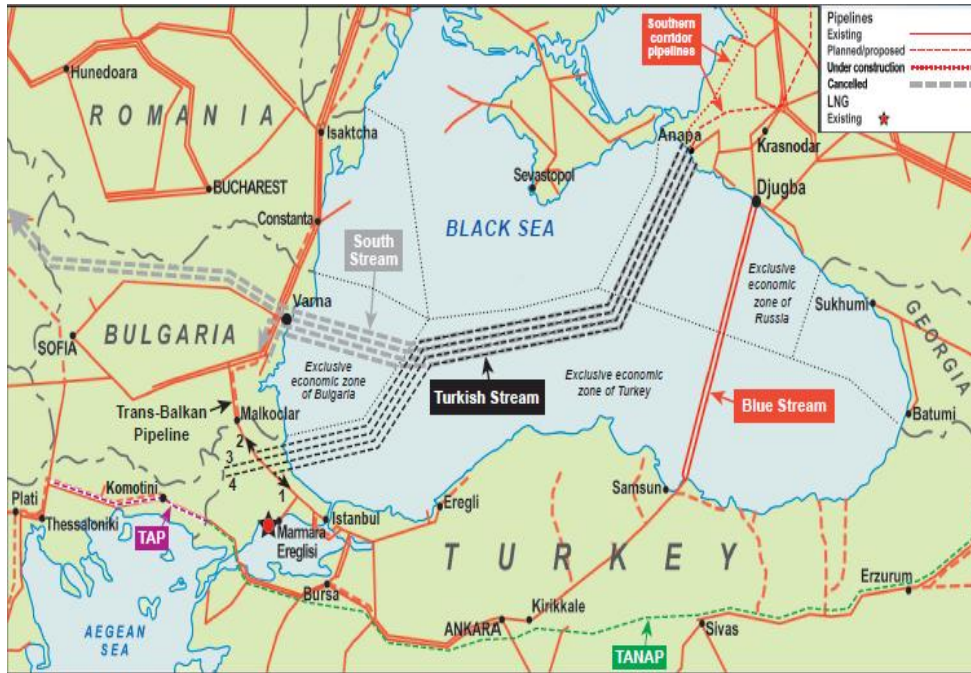 Pipelines
Existing
Planned/proposed
Under construction
Cancelled
LNG
Existing
Southern
corridor
pipelines
Hunedoara
ROMANIA
Isaktcha
Anapa
Krasnodar
BUCHAREST
Sevastopol
Djugba
Constanta
BLACK SEA
South
Stream
Exclusive
economic
zone of
Russia
Varna
Sukhumi
GEORGIA
BULGARIA
SOFIA
Exclusive
economic zone
of Bulgaria
Exclusive economic
zone of Turkey
Turkish Stream
Blue Stream
Trans-Balkan
Pipeline
Malkoclar
Batumi
2
3
4
1
Komotini
Plati
Thessaloniki
TAP
Eregli
Samsun
Istanbul
Marmara
Ereglisi
TURKEY
Bursa
Erzurum
Kirikkale
ANKARA
Sivas
AEGEAN
SEA
TANAP